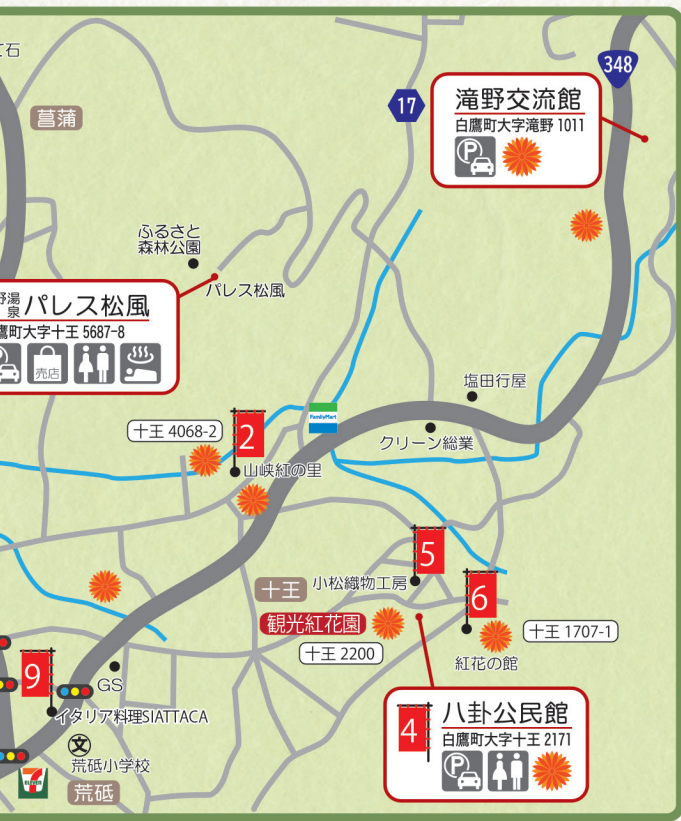 石
菖蒲
348
17
滝野交流館
白鷹町大字滝野 1011
P
ふるさと
森林公園
パレス松風
パレス松風
鷹町大字十王 5687-8
売店
塩田行屋
FamilyMart
十王 4068-2
2
クリーン総業
山峡紅の里
5
十王
小松織物工房
6
観光紅花園
十王 2200
十王 1707-1
紅花の館
9
GS
イタリア料理SIATTACA
文
荒砥小学校
7
ELEVEN
荒砥
4
八卦公民館
白鷹町大字十王 2171
P